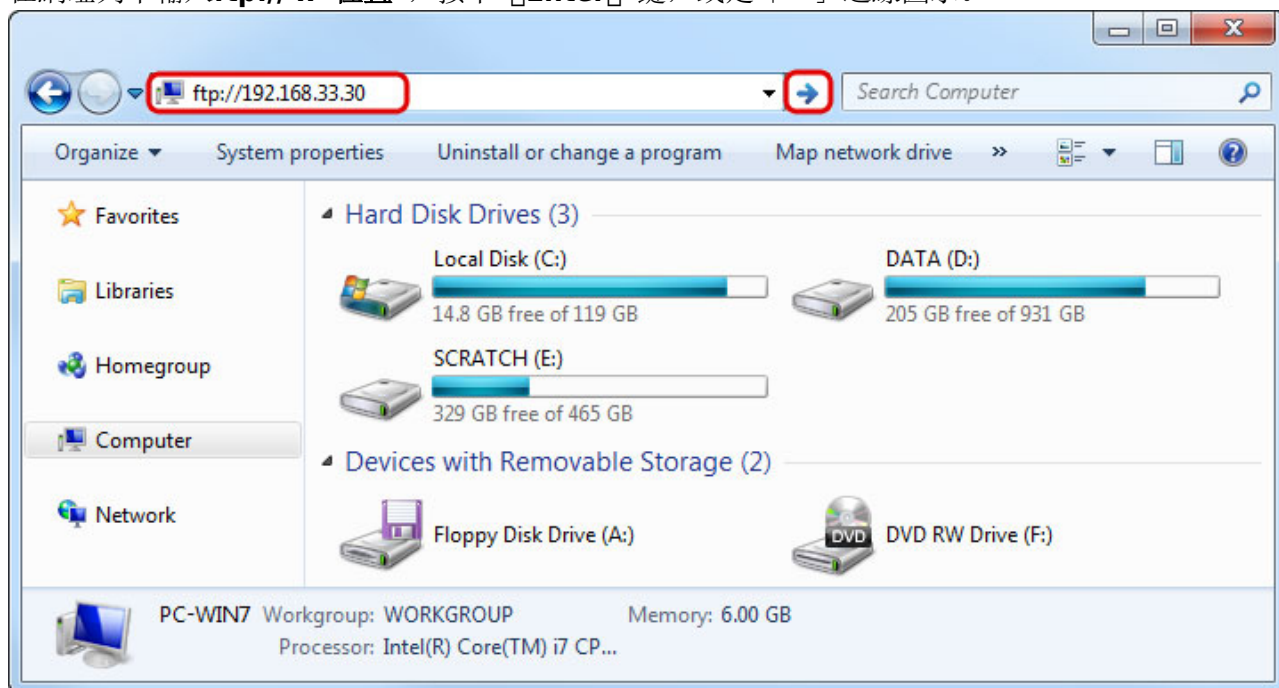 ftp://192.168.33.30 Search Computer
Organize System properties Uninstall or change a program Map network drive »
Favorites
Libraries
Homegroup
Computer
Network
Hard Disk Drives (3)
Local Disk (C:)
14.8 GB free of 119 GB
DATA (D:)
205 GB free of 931 GB
SCRATCH (E:)
329 GB free of 465 GB
Devices with Removable Storage (2)
Floppy Disk Drive (A:)
DVD
DVD RW Drive (F:)
PC-WIN7 Workgroup: WORKGROUP Memory: 6.00 GB
Processor: Intel(R) Core(TM) i7 CP...